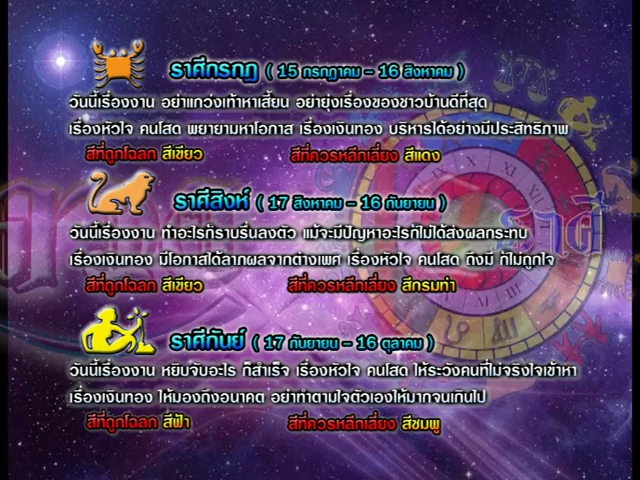 ราศีกรกฎ ( 15 กรกฎาคม - 16 สิงหาคม )
วันนี้เรื่องงาน อย่าแกวงเท้าหาเสี้ยน อย่ายุ่งเรื่องของชาวบ้านดีที่สุด
เรื่องหัวใจ คนโสด พยายามหาโอกาส เรื่องเงินทอง บริหารได้อย่างมีประสิทธิภาพ
สีที่ถูกโฉลก สีเขียว สีที่ควรหลีกเลี่ยง สีแดง
ราศีสิงห์ ( 17 สิงหาคม - 16 กันยายน )
วันนี้เรื่องงาน ทำอะไรก็ราบรื่นลงตัว แม้จะมีปัญหาอะไรก็ไม่ได้ส่งผลกระทบ
เรื่องเงินทอง มีโอกาสได้ลาภผลจากต่างเพศ เรื่องหัวใจ คนโสด ถึงมี ก็ไม่ถูกใจ
สีที่ถูกโฉลก สีเขียว สีที่ควรหลีกเลี่ยง สีกรมท่า
ราศีกันย์ ( 17 กันยายน - 16 ตุลาคม )
วันนี้เรื่องงาน หยิบจับอะไร ก็สำเร็จ เรื่องหัวใจ คนโสด ให้ระวังคนที่ไม่จริงใจเข้าหา
เรื่องเงินทอง ให้มองถึงอนาคต อย่าทำตามใจตัวเองให้มากจนเกินไป
สีที่ถูกโฉลก สีฟ้า สีที่ควรหลีกเลี่ยง สีชมพู
ราศี